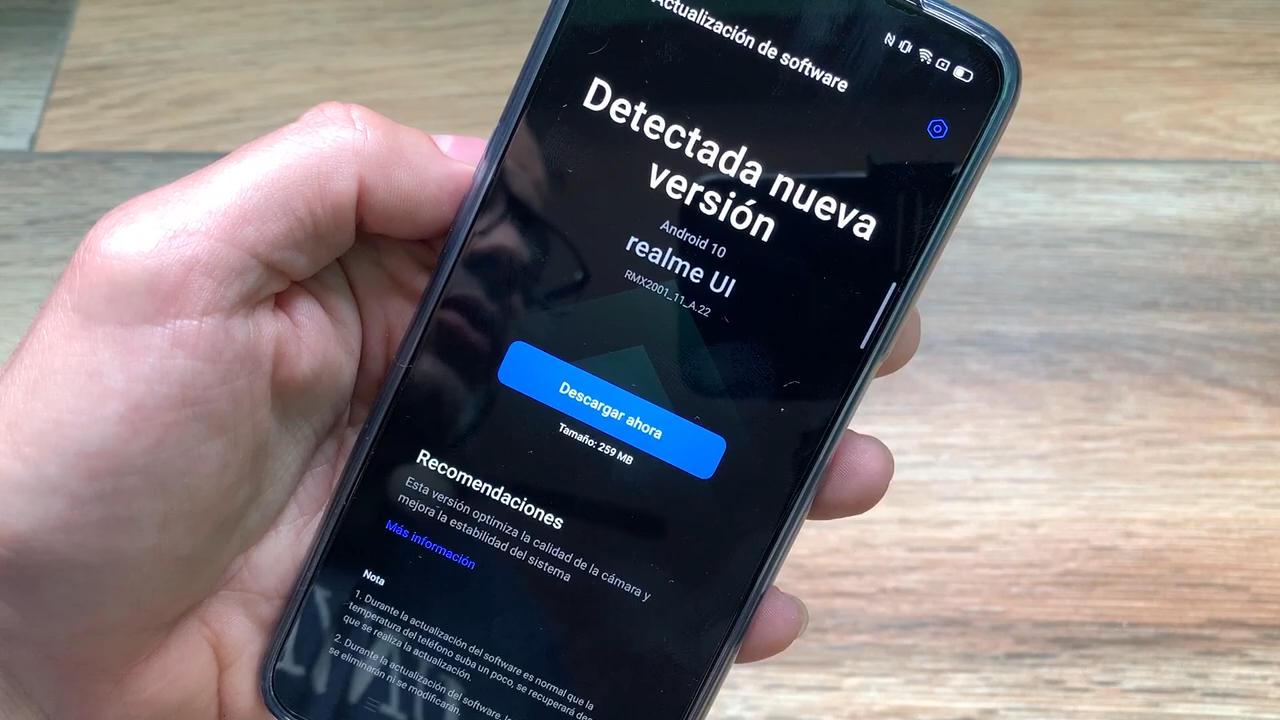 Actualización de software
Detectada nueva
versión
Android 10
realme UI
RMX2001_11_A.22
Descargar ahora
Tamaño: 259 MB
Recomendaciones
Esta versión optimiza la calidad de la cámara y
mejora la estabilidad del sistema
Más información
Nota
1. Durante la actualización del software es normal que la
temperatura del teléfono suba un poco, se recuperará
que se realiza la actualización.
2. Durante la actualización del software,
se eliminarán ni se modificarán.